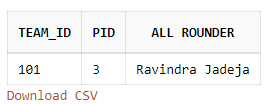 TEAM_ID PID ALL ROUNDER
101 3 Ravindra Jadeja
Download CSV